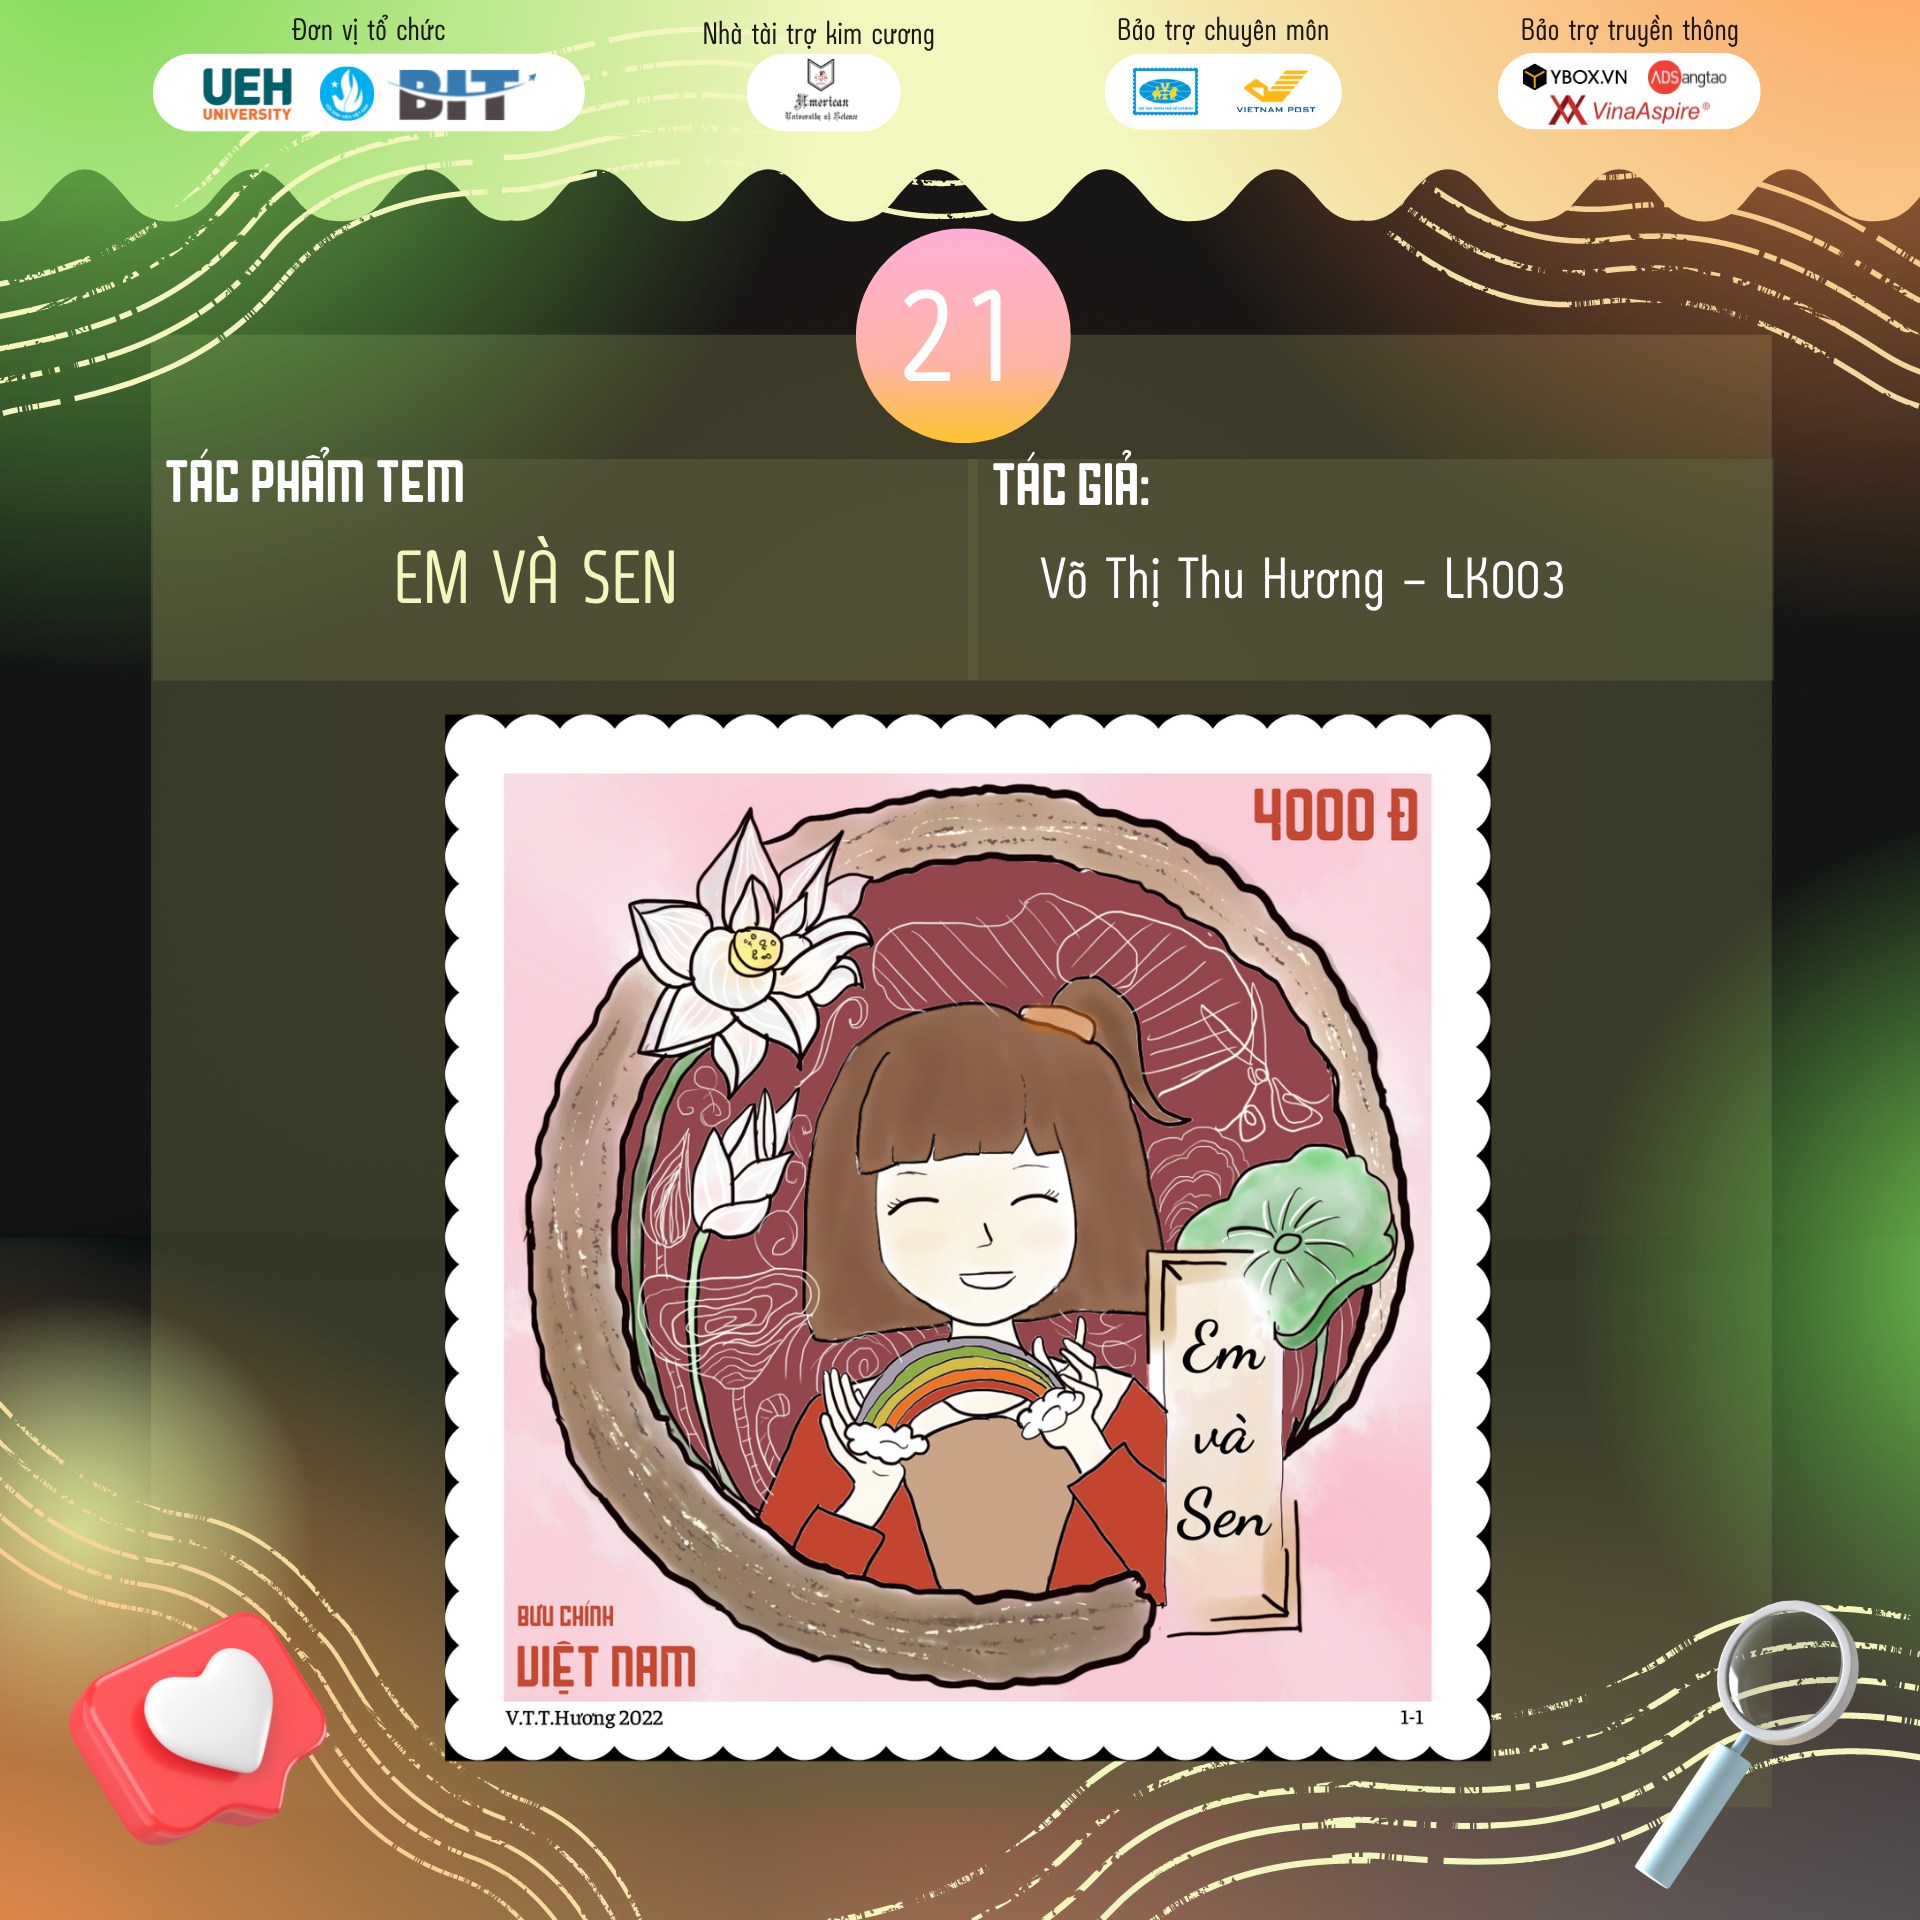 Đơn vị tổ chức
Nhà tài trợ kim cương
Bảo trợ chuyên môn
Bảo trợ truyền thông
UEH
UNIVERSITY
BIT
American
University of Science
VIETNAM POST
YBOX.VN
ADSangtao
VinaAspire®
21
TÁC PHẨM TEM
EM VÀ SEN
TÁC GIẢ:
Võ Thị Thu Hương – LK003
4000 Đ
Em
và
Sen
BƯU CHÍNH
VIỆT NAM
V.T.T.Hương 2022
1-1